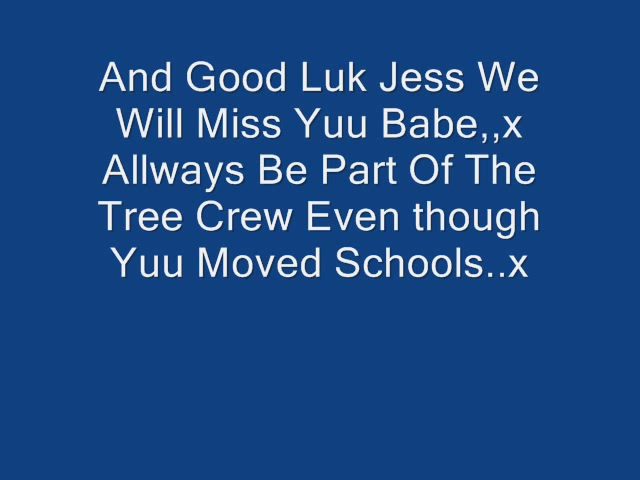 And Good Luk Jess We
Will Miss Yuu Babe,,x
Allways Be Part Of The
Tree Crew Even though
Yuu Moved Schools..x